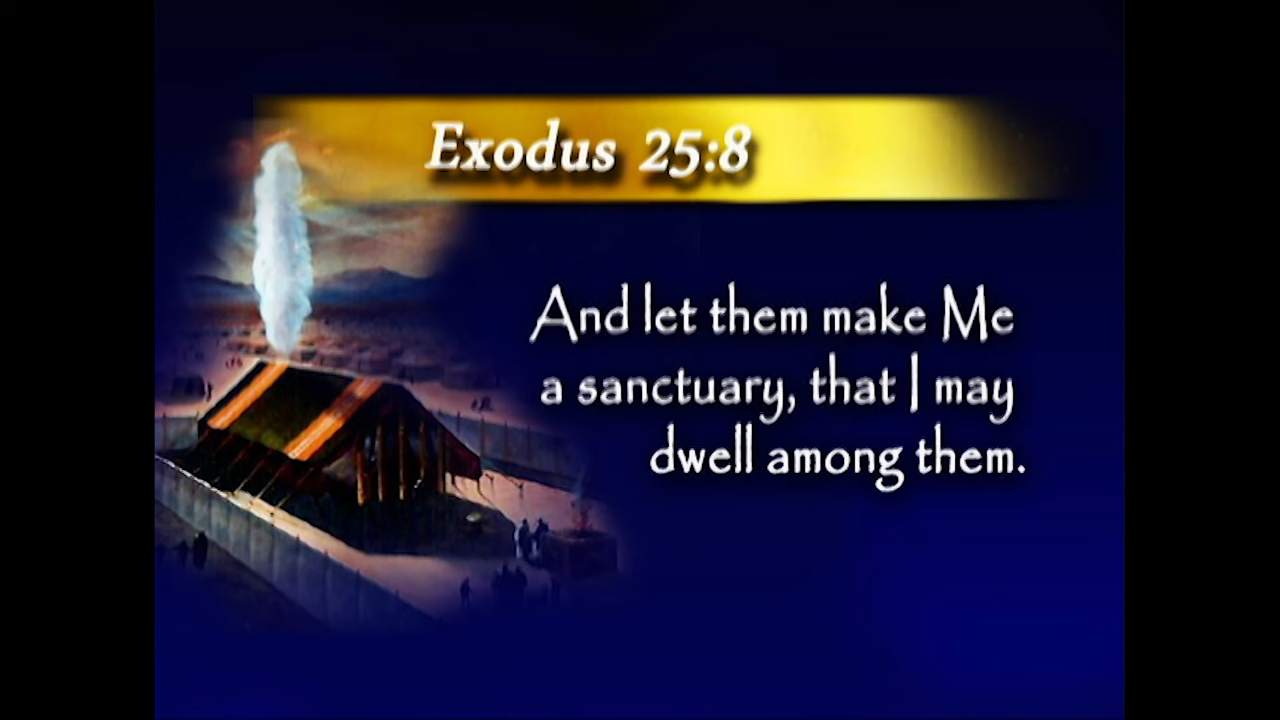 Exodus 25:8
And let them make Me
a sanctuary, that I may
dwell among them.